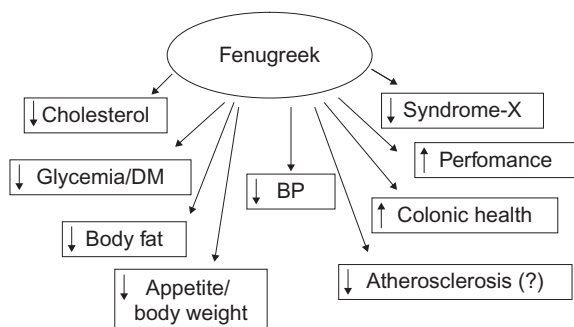 Fenugreek
↓ Cholesterol
↓ Syndrome-X
↓ Glycemia/DM
↑ Perfomance
↓ BP
↑ Colonic health
↓ Body fat
↓ Appetite/
body weight
↓ Atherosclerosis (?)